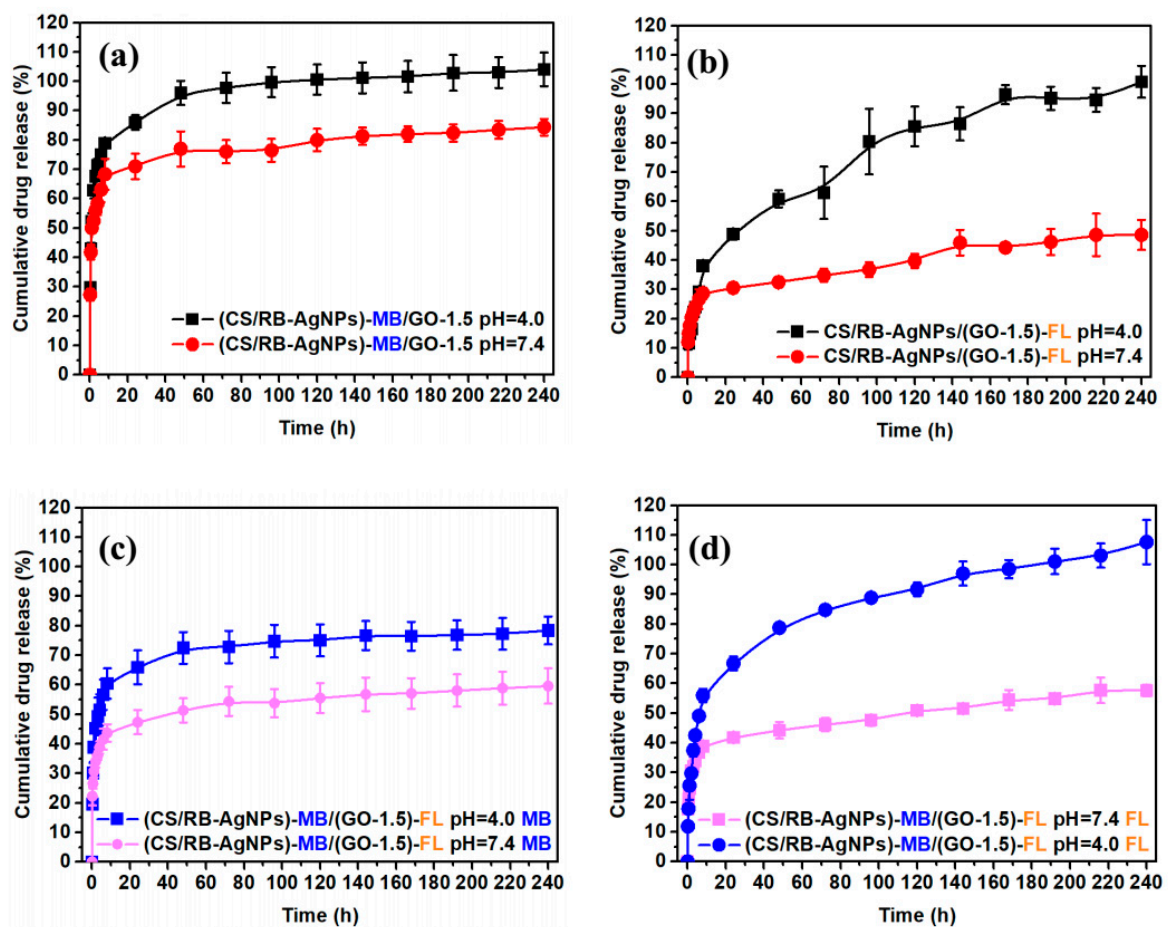 (a)
Cumulative drug release (%)
120
110
100
90
80
70
60
50
40
30
20
10
0
(CS/RB-AgNPs)-MB/GO-1.5 pH=4.0
(CS/RB-AgNPs)-MB/GO-1.5 pH=7.4
0 20 40 60 80 100 120 140 160 180 200 220 240
Time (h)
(b)
Cumulative drug release (%)
120
110
100
90
80
70
60
50
40
30
20
10
0
CS/RB-AgNPs/(GO-1.5)-FL pH=4.0
CS/RB-AgNPs/(GO-1.5)-FL pH=7.4
0 20 40 60 80 100 120 140 160 180 200 220 240
Time (h)
(c)
Cumulative drug release (%)
120
110
100
90
80
70
60
50
40
30
20
10
0
(CS/RB-AgNPs)-MB/(GO-1.5)-FL pH=4.0 MB
(CS/RB-AgNPs)-MB/(GO-1.5)-FL pH=7.4 MB
0 20 40 60 80 100 120 140 160 180 200 220 240
Time (h)
(d)
Cumulative drug release (%)
120
110
100
90
80
70
60
50
40
30
20
10
0
(CS/RB-AgNPs)-MB/(GO-1.5)-FL pH=7.4 FL
(CS/RB-AgNPs)-MB/(GO-1.5)-FL pH=4.0 FL
0 20 40 60 80 100 120 140 160 180 200 220 240
Time (h)